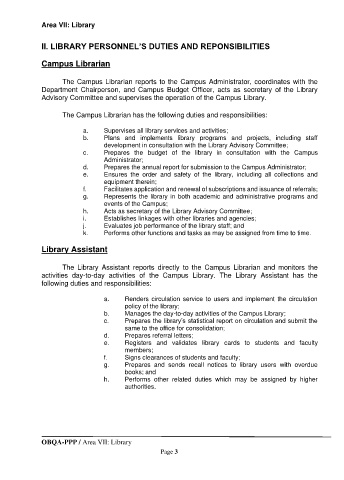 Area VII: Library
II. LIBRARY PERSONNEL'S DUTIES AND REPONSIBILITIES
Campus Librarian
The Campus Librarian reports to the Campus Administrator, coordinates with the
Department Chairperson, and Campus Budget Officer, acts as secretary of the Library
Advisory Committee and supervises the operation of the Campus Library.
The Campus Librarian has the following duties and responsibilities:
a. Supervises all library services and activities;
b. Plans and implements library programs and projects, including staff
development in consultation with the Library Advisory Committee;
c. Prepares the budget of the library in consultation with the Campus
Administrator;
d. Prepares the annual report for submission to the Campus Administrator;
e. Ensures the order and safety of the library, including all collections and
equipment therein;
f. Facilitates application and renewal of subscriptions and issuance of referrals;
g. Represents the library in both academic and administrative programs and
events of the Campus;
h. Acts as secretary of the Library Advisory Committee;
i. Establishes linkages with other libraries and agencies;
j. Evaluates job performance of the library staff; and
k. Performs other functions and tasks as may be assigned from time to time.
Library Assistant
The Library Assistant reports directly to the Campus Librarian and monitors the
activities day-to-day activities of the Campus Library. The Library Assistant has the
following duties and responsibilities:
a. Renders circulation service to users and implement the circulation
policy of the library;
b. Manages the day-to-day activities of the Campus Library;
c. Prepares the library's statistical report on circulation and submit the
same to the office for consolidation;
d. Prepares referral letters;
e. Registers and validates library cards to students and faculty
members;
f. Signs clearances of students and faculty;
g. Prepares and sends recall notices to library users with overdue
books; and
h. Performs other related duties which may be assigned by higher
authorities.
OBQA-PPP / Area VII: Library
Page 3